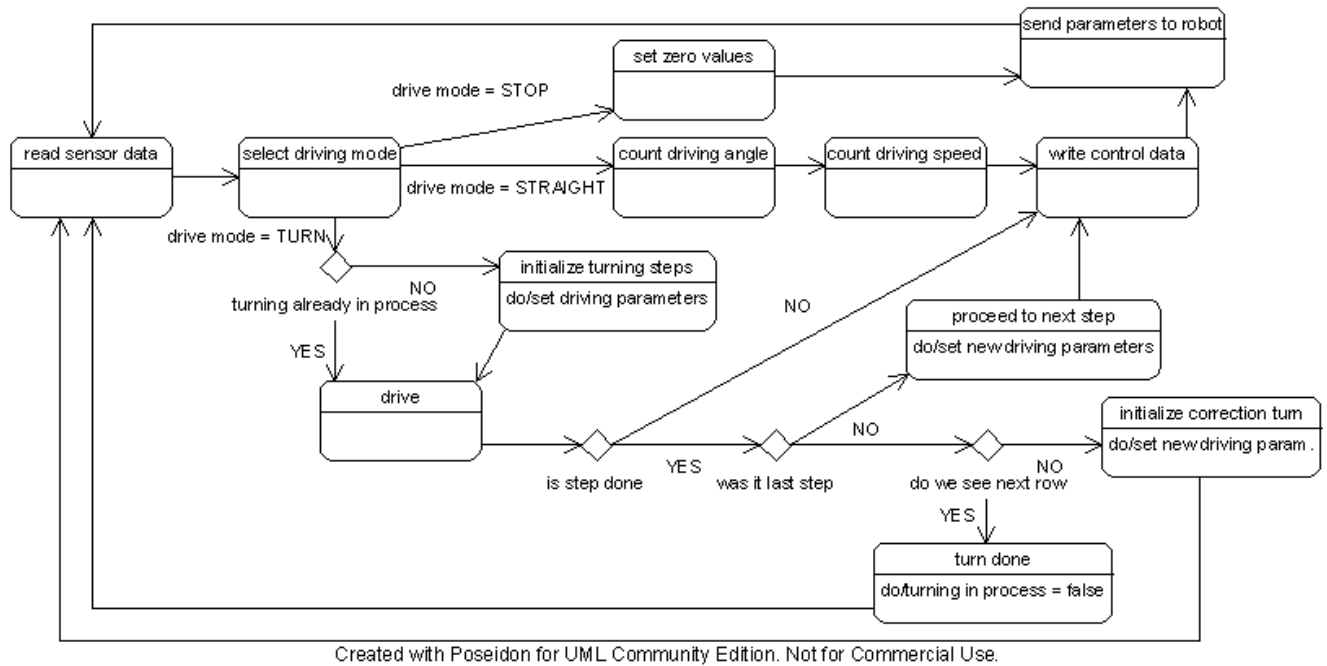 send parameters to robot
set zero values
drive mode = STOP
read sensor data
select driving mode
count driving angle
count driving speed
write control data
drive mode = STRAIGHT
drive mode = TURN
initialize turning steps
NO
do/set driving parameters
turning already in process
NO
proceed to next step
YES
do/set new driving parameters
drive
initialize correction turn
NO
do/set new driving param.
YES
NO
is step done
was it last step
do we see next row
YES
turn done
do/turning in process = false
Created with Poseidon for UML Community Edition. Not for Commercial Use.